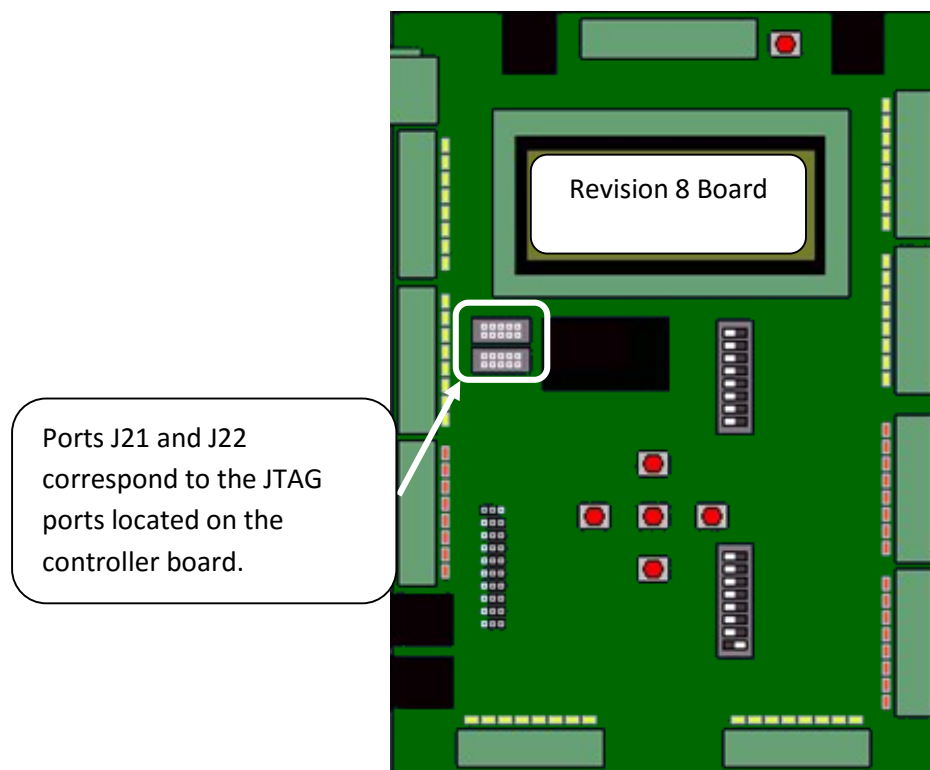 Revision 8 Board
Ports J21 and J22
correspond to the JTAG
ports located on the
controller board.